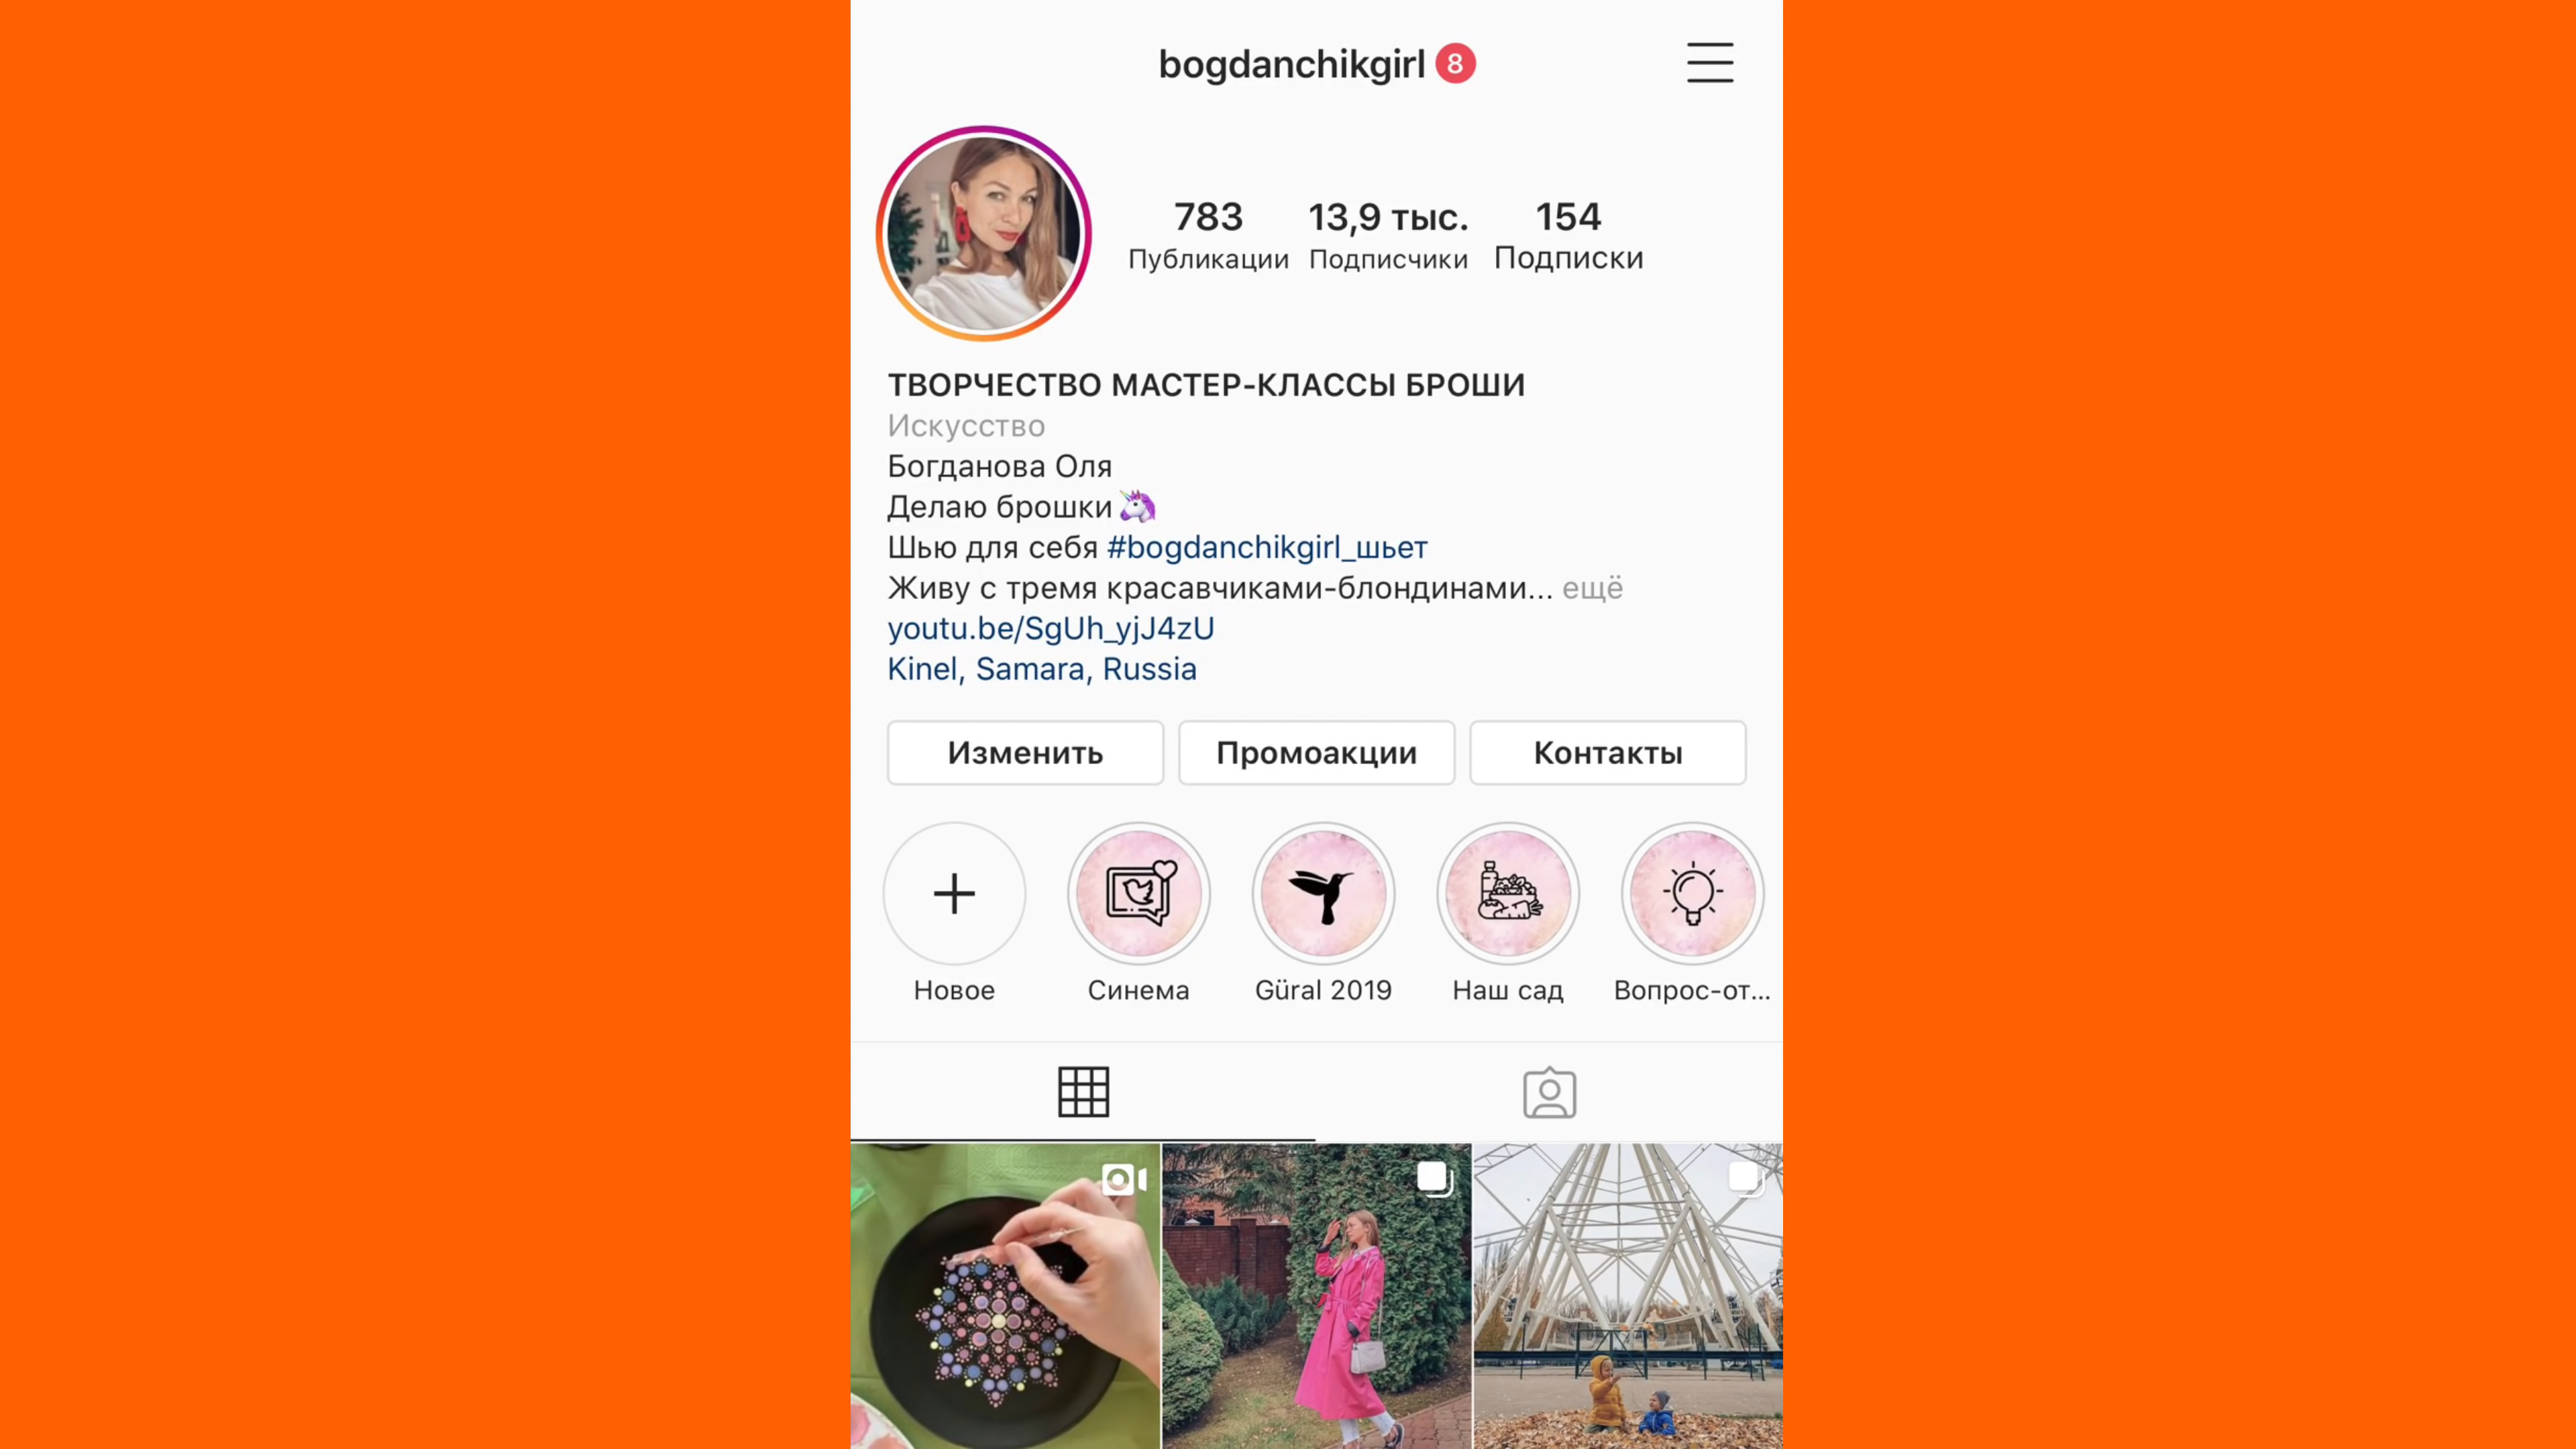 bogdanchikgirl 8
783 13,9 тыс. 154
Публикации Подписчики Подписки
ТВОРЧЕСТВО МАСТЕР-КЛАССЫ БРОШИ
Искусство
Богданова Оля
Делаю брошки🦄
Шью для себя #bogdanchikgirl_шьет
Живу с тремя красавчиками-блондинами... ещё
youtu.be/SgUh_yjJ4zU
Kinel, Samara, Russia
Изменить Промоакции Контакты
Новое Синема Güral 2019 Наш сад Вопрос-от...